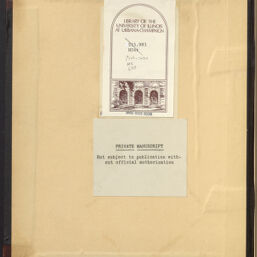 LIBRARY OF THE
UNIVERSITY OF ILLINOIS
AT URBANA-CHAMPAIGN
PRIVATE MANUSCRIPT
Not subject to publication with-
out official authorization